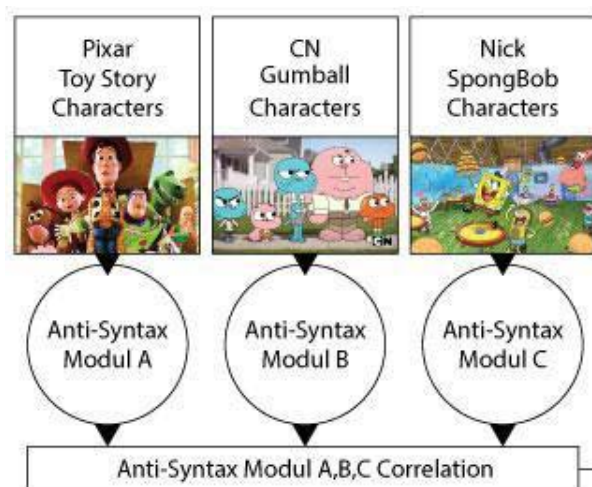 Pixar
Toy Story
Characters
CN
Gumball
Characters
Nick
SpongBob
Characters
CN
Anti-Syntax
Modul A
Anti-Syntax
Modul B
Anti-Syntax
Modul C
Anti-Syntax Modul A,B,C Correlation